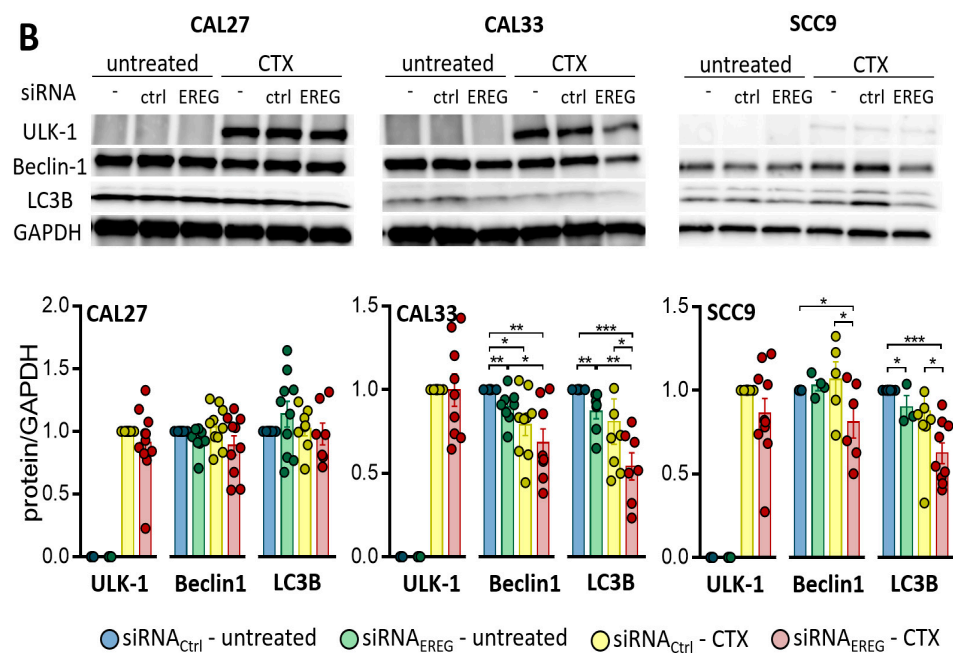 B
CAL27 CAL33 SCC9
untreated CTX untreated CTX untreated CTX
siRNA - ctrl EREG - ctrl EREG - ctrl EREG - ctrl EREG - ctrl EREG - ctrl EREG
ULK-1
Beclin-1
LC3B
GAPDH
protein/GAPDH
CAL27
2.0
1.5
1.0
0.5
0.0
ULK-1 Beclin1 LC3B
CAL33
1.5
1.0
0.5
0.0
** * ** * *** * ** **
ULK-1 Beclin1 LC3B
SCC9
1.5
1.0
0.5
0.0
* * *** * *
ULK-1 Beclin1 LC3B
siRNACtrl - untreated siRNAEREG - untreated siRNACtrl - CTX siRNAEREG - CTX